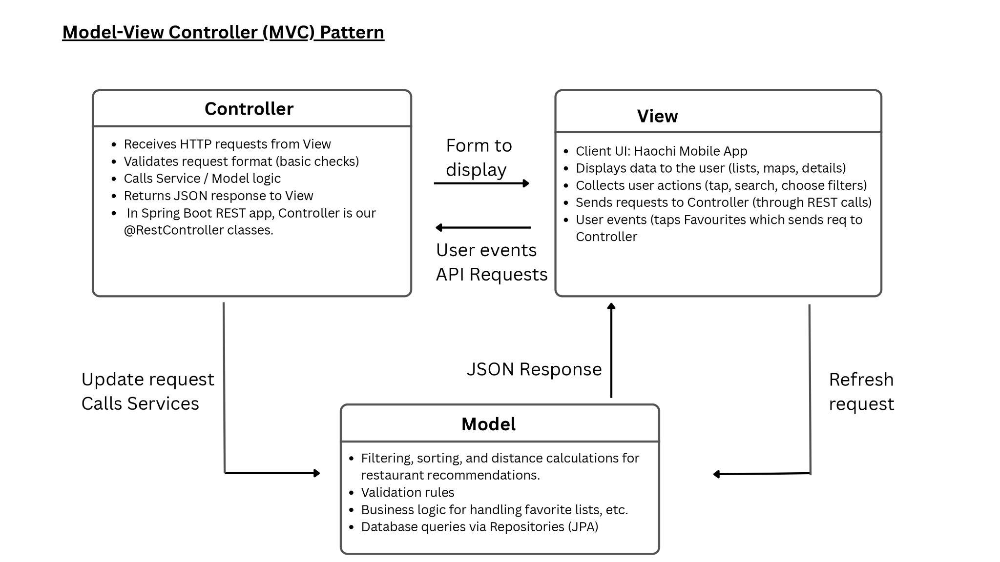 Model-View Controller (MVC) Pattern
Controller
• Receives HTTP requests from View
• Validates request format (basic checks)
• Calls Service / Model logic
• Returns JSON response to View
• In Spring Boot REST app, Controller is our
@RestController classes.
Form to
display
User events
API Requests
View
• Client UI: Haochi Mobile App
• Displays data to the user (lists, maps, details)
• Collects user actions (tap, search, choose filters)
• Sends requests to Controller (through REST calls)
• User events (taps Favourites which sends req to
Controller
Update request
Calls Services
JSON Response
Refresh
request
Model
• Filtering, sorting, and distance calculations for
restaurant recommendations.
• Validation rules
• Business logic for handling favorite lists, etc.
• Database queries via Repositories (JPA)